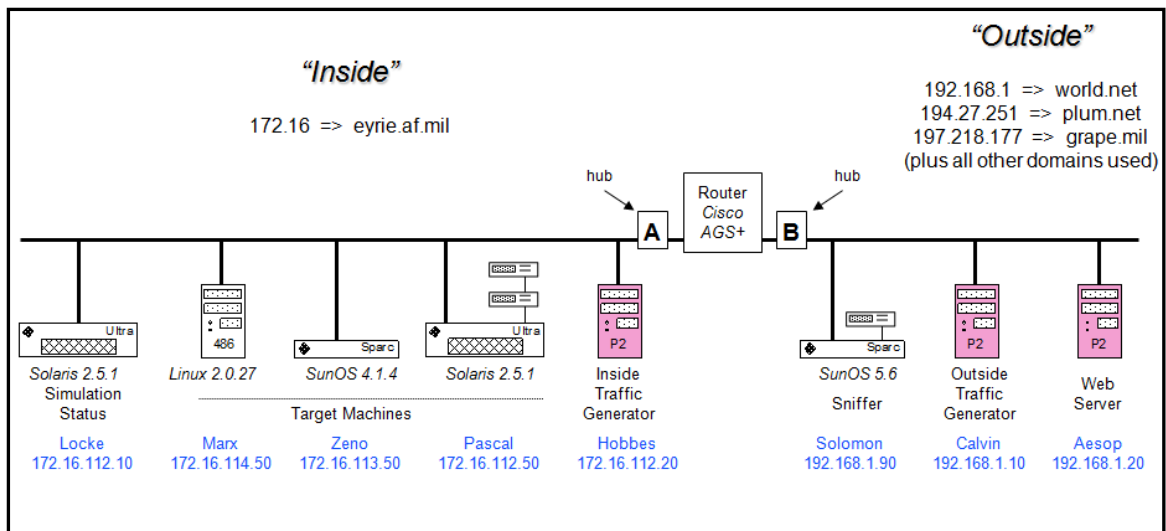 “Outside”
“Inside”
192.168.1 => world.net
194.27.251 => plum.net
172.16 => eyrie.af.mil
197.218.177 => grape.mil
(plus all other domains used)
hub
hub
Router
Cisco
AGS+
A
B
Ultra
486
Sparc
Ultra
P2
Sparc
P2
P2
Solaris 2.5.1
Simulation
Status
Linux 2.0.27
SunOS 4.1.4
Solaris 2.5.1
Target Machines
Inside
Traffic
Generator
SunOS 5.6
Sniffer
Outside
Traffic
Generator
Web
Server
Locke
172.16.112.10
Marx
172.16.114.50
Zeno
172.16.113.50
Pascal
172.16.112.50
Hobbes
172.16.112.20
Solomon
192.168.1.90
Calvin
192.168.1.10
Aesop
192.168.1.20